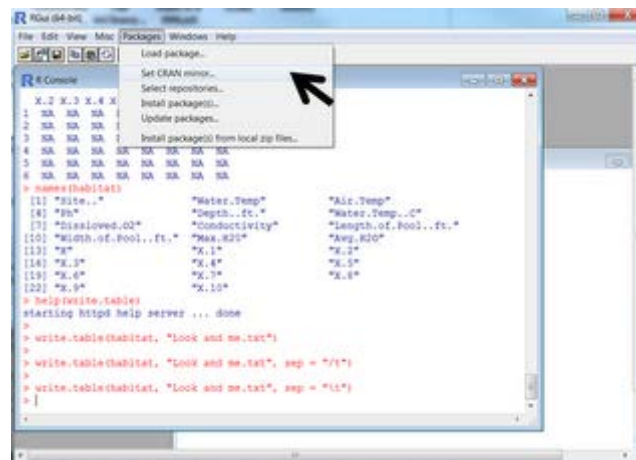 RGui (64-bit)
File Edit View Misc Packages Windows Help
Load package...
Set CRAN mirror...
Select repositories...
Install package(s)...
Update packages...
Install package(s) from local zip files...
R Console
X.2 X.3 X.4 X
1 NA NA NA
2 NA NA NA
3 NA NA NA
4 NA NA NA NA NA NA NA
5 NA NA NA NA NA NA NA
6 NA NA NA NA NA NA NA
> names(habitat)
[1] "Site.." "Water.Temp" "Air.Temp"
[4] "Ph" "Depth..ft." "Water.Temp..C"
[7] "Dissloved.O2" "Conductivity" "Length.of.Pool..ft."
[10] "Width.of.Pool..ft." "Max.H2O" "Avg.H2O"
[13] "X" "X.1" "X.2"
[16] "X.3" "X.4" "X.5"
[19] "X.6" "X.7" "X.8"
[22] "X.9" "X.10"
> help(write.table)
starting httpd help server ... done
>
> write.table(habitat, "Look and me.txt")
>
> write.table(habitat, "Look and me.txt", sep = "/t")
>
> write.table(habitat, "Look and me.txt", sep = "\t")
>